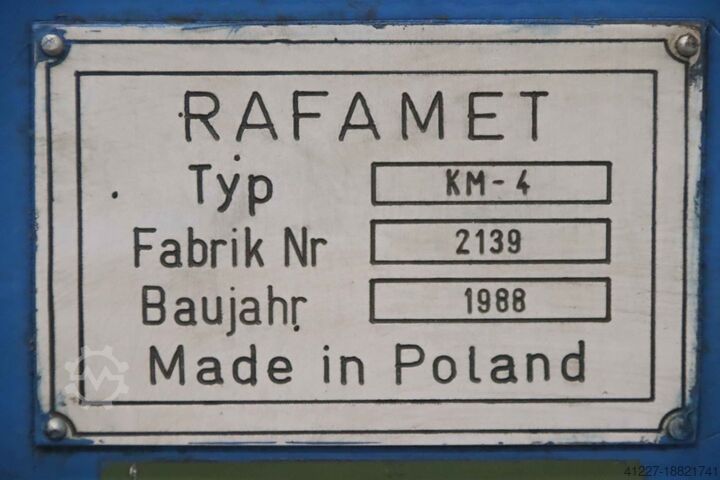 RAFAMET
Typ KM-4
Fabrik Nr 2139
Baujahr 1988
Made in Poland
41227-18821741